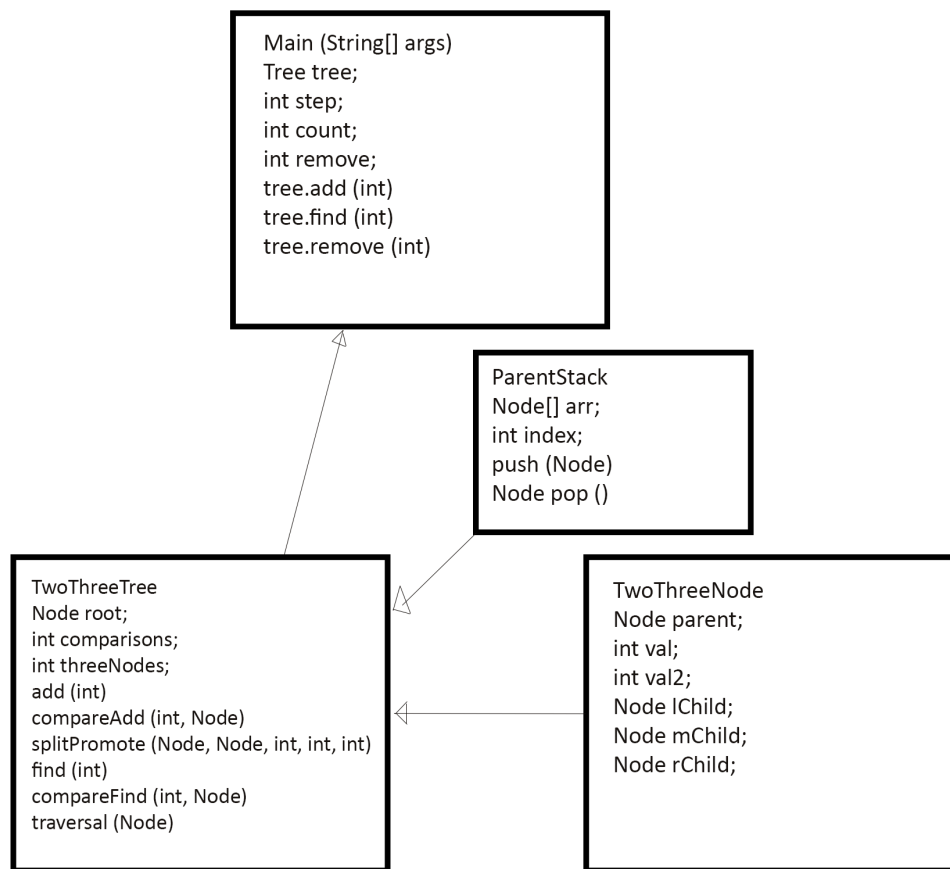 Main (String[] args)
Tree tree;
int step;
int count;
int remove;
tree.add (int)
tree.find (int)
tree.remove (int)
ParentStack
Node[] arr;
int index;
push (Node)
Node pop ()
TwoThreeTree
Node root;
int comparisons;
int threeNodes;
add (int)
compareAdd (int, Node)
splitPromote (Node, Node, int, int, int)
find (int)
compareFind (int, Node)
traversal (Node)
TwoThreeNode
Node parent;
int val;
int val2;
Node lChild;
Node mChild;
Node rChild;